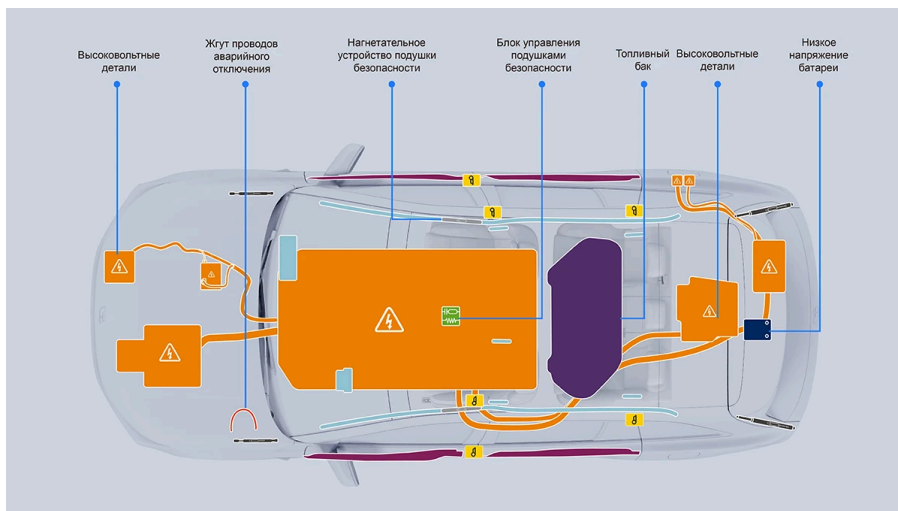 Высоковольтные
детали
Жгут проводов
аварийного
отключения
Нагнетательное
устройство подушки
безопасности
Блок управления
подушками
безопасности
Топливный
бак
Высоковольтные
детали
Низкое
напряжение
батареи